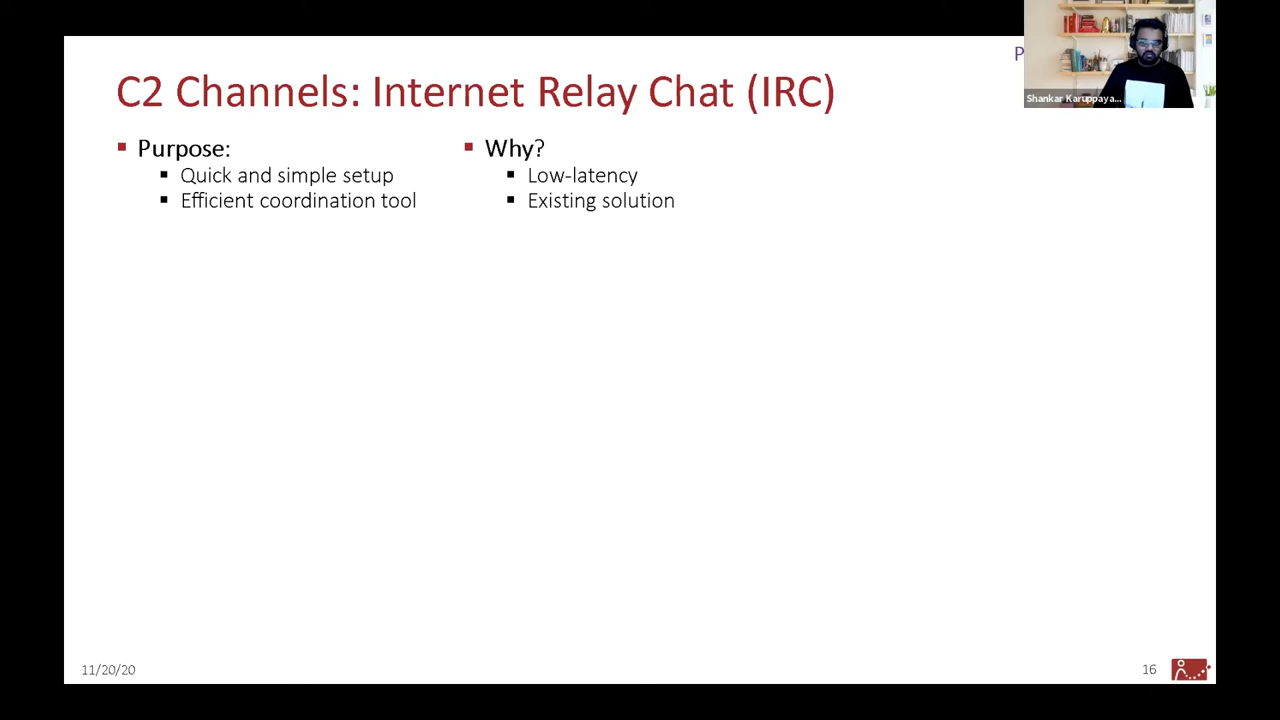 P
Shankar Karuppaya...
C2 Channels: Internet Relay Chat (IRC)
Purpose:
Quick and simple setup
Efficient coordination tool
Why?
Low-latency
Existing solution
11/20/20
16